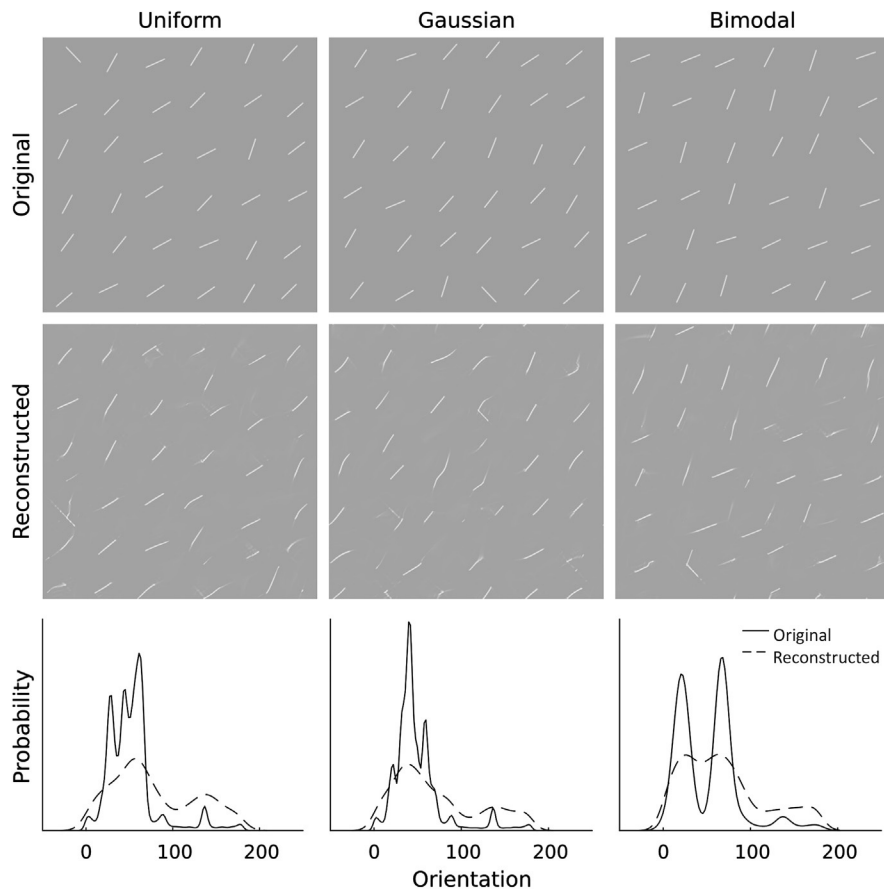 Uniform Gaussian Bimodal
Original
Reconstructed
Probability
Original
Reconstructed
0 100 200 0 100 200 0 100 200
Orientation